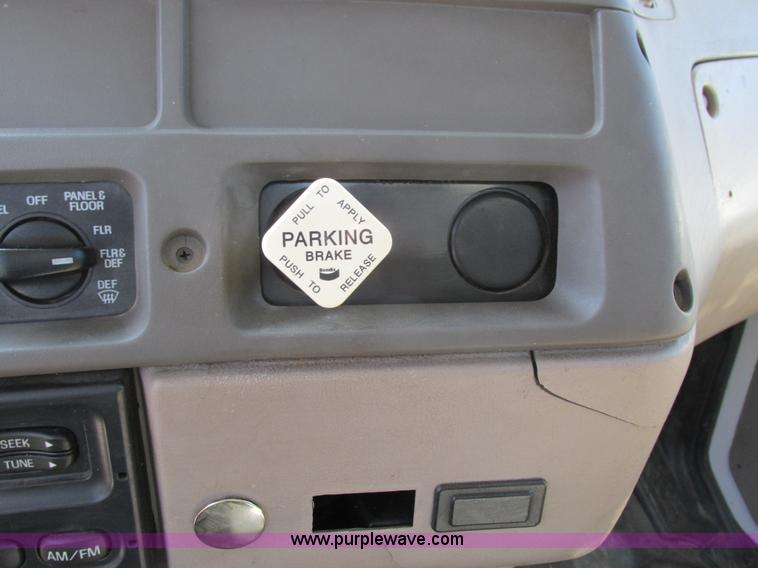 OFF PANEL & FLOOR
FLR
FLR & DEF
DEF
PULL TO APPLY
PARKING
BRAKE
Bendix
PUSH TO RELEASE
SEEK
TUNE
AM/FM
www.purplewave.com